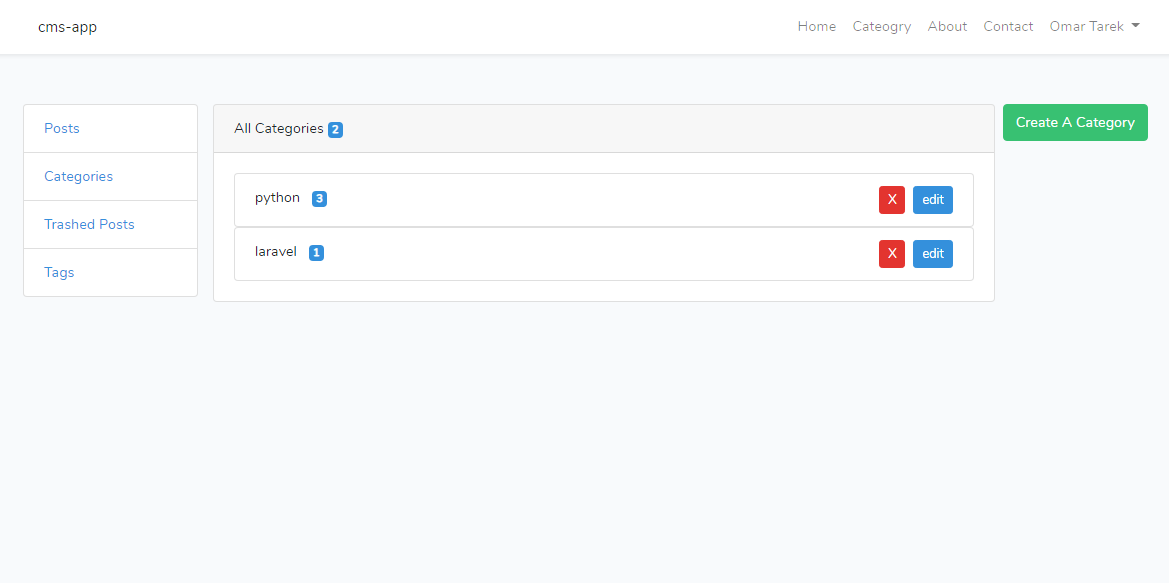 cms-app Home Cateogry About Contact Omar Tarek
Posts
Categories
Trashed Posts
Tags
All Categories 2
python 3 X edit
laravel 1 X edit
Create A Category